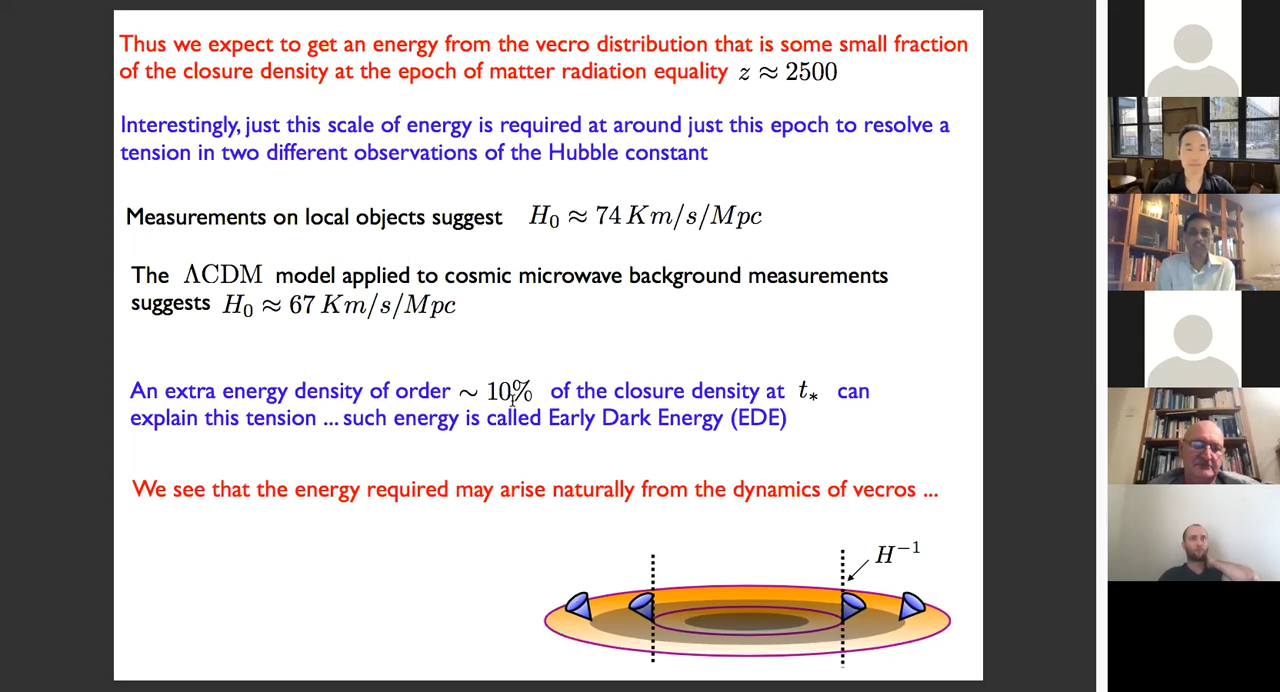 Thus we expect to get an energy from the vecro distribution that is some small fraction
of the closure density at the epoch of matter radiation equality z ≈ 2500
Interestingly, just this scale of energy is required at around just this epoch to resolve a
tension in two different observations of the Hubble constant
Measurements on local objects suggest H₀ ≈ 74 Km/s/Mpc
The ΛCDM model applied to cosmic microwave background measurements
suggests H₀ ≈ 67 Km/s/Mpc
An extra energy density of order ∼ 10% of the closure density at t∗ can
explain this tension ... such energy is called Early Dark Energy (EDE)
We see that the energy required may arise naturally from the dynamics of vecros ...
H⁻¹